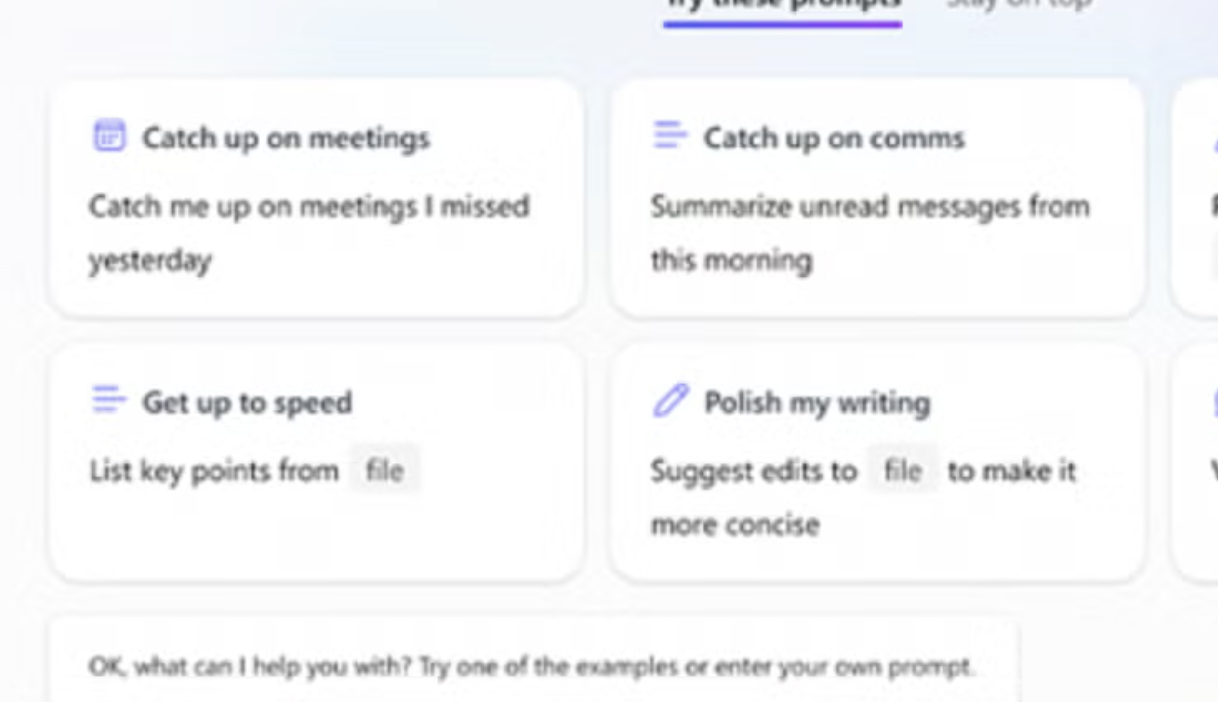 Try these prompts Stay on top
Catch up on meetings
Catch me up on meetings I missed
yesterday
Catch up on comms
Summarize unread messages from
this morning
Get up to speed
List key points from file
Polish my writing
Suggest edits to file to make it
more concise
OK, what can I help you with? Try one of the examples or enter your own prompt.